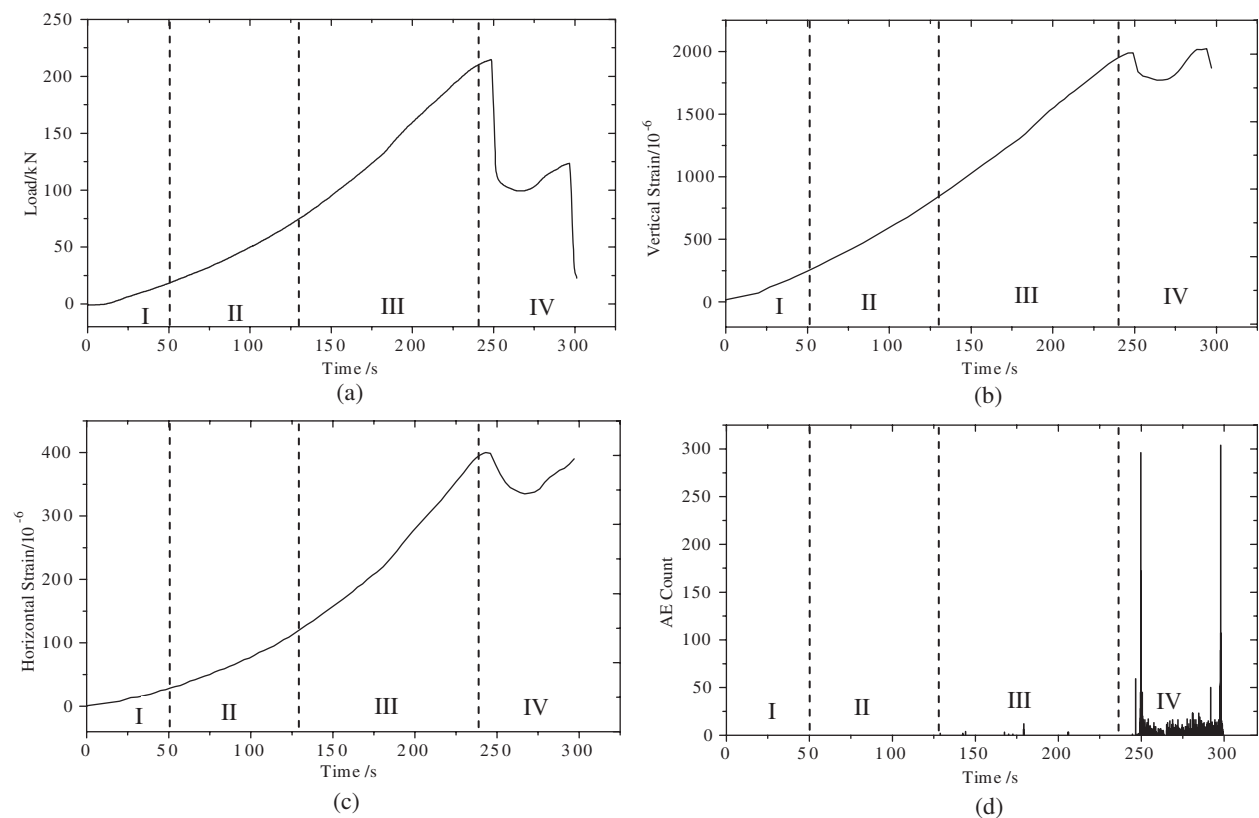 250
200
150
100
50
0
Load/kN
I
II
III
IV
0 50 100 150 200 250 300
Time /s
(a)
2000
1500
1000
500
0
Vertical Strain/10⁻⁶
I
II
III
IV
0 50 100 150 200 250 300
Time /s
(b)
400
300
200
100
0
Horizontal Strain/10⁻⁶
I
II
III
IV
0 50 100 150 200 250 300
Time /s
(c)
300
250
200
150
100
50
0
AE Count
I
II
III
IV
0 50 100 150 200 250 300
Time /s
(d)